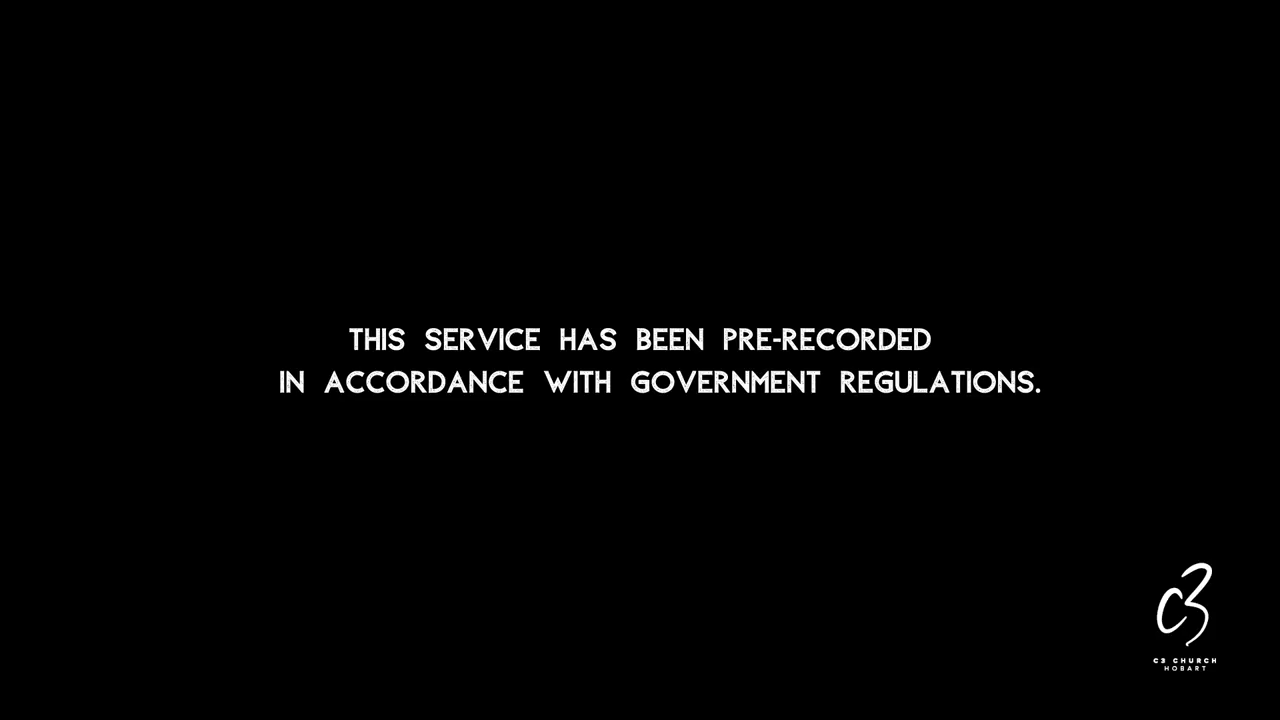 THIS SERVICE HAS BEEN PRE-RECORDED
IN ACCORDANCE WITH GOVERNMENT REGULATIONS.
C3
C3 CHURCH
HOBART